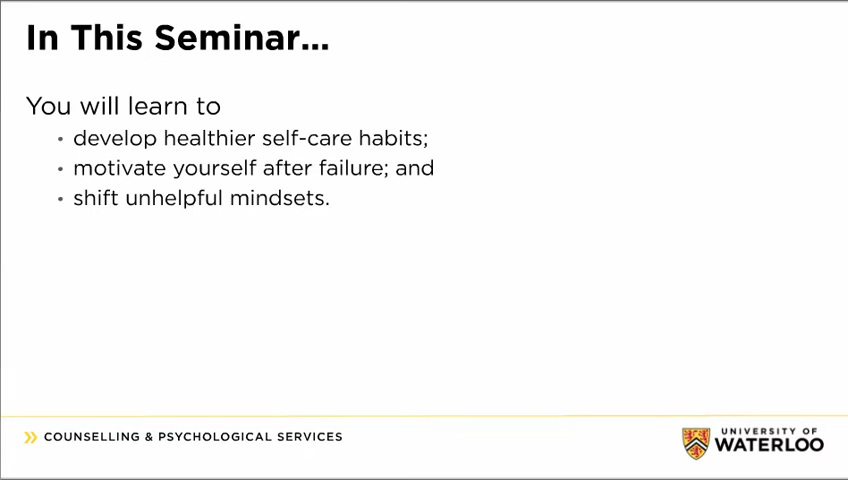 In This Seminar...
You will learn to
• develop healthier self-care habits;
• motivate yourself after failure; and
• shift unhelpful mindsets.
COUNSELLING & PSYCHOLOGICAL SERVICES
UNIVERSITY OF
WATERLOO